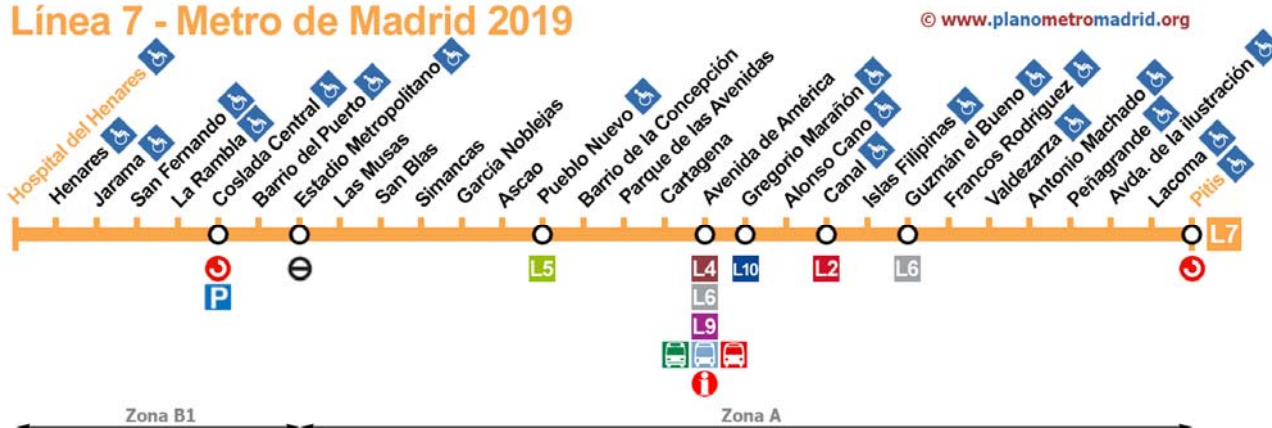 Línea 7 - Metro de Madrid 2019
© www.planometromadrid.org
Hospital del Henares
Henares
Jarama
San Fernando
La Rambla
Coslada Central
Barrio del Puerto
Estadio Metropolitano
Las Musas
San Blas
Simancas
García Noblejas
Ascao
Pueblo Nuevo
Barrio de la Concepción
Parque de las Avenidas
Cartagena
Avenida de América
Gregorio Marañón
Alonso Cano
Canal
Islas Filipinas
Guzmán el Bueno
Francos Rodríguez
Valdezarza
Antonio Machado
Peñagrande
Avda. de la ilustración
Lacoma
Pitis
L7
P
L5
L4
L6
L9
i
L10
L2
L6
Zona B1
Zona A